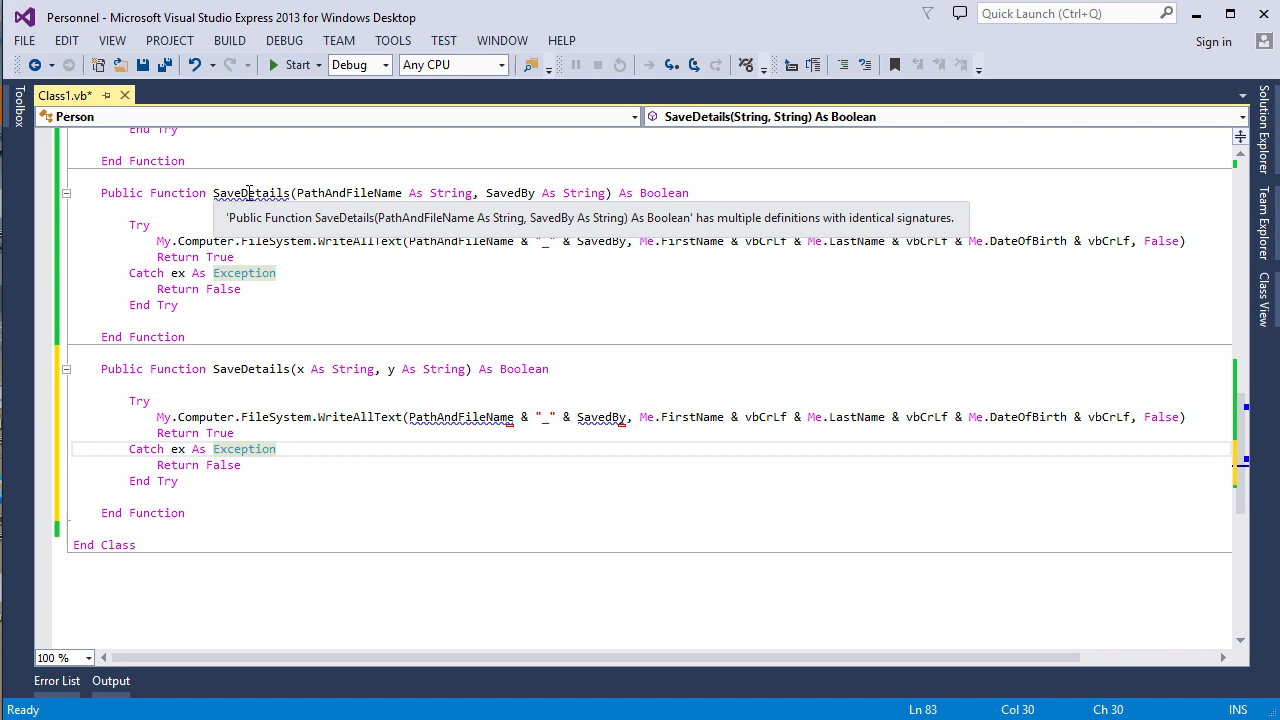 Personnel - Microsoft Visual Studio Express 2013 for Windows Desktop
Quick Launch (Ctrl+Q)
FILE EDIT VIEW PROJECT BUILD DEBUG TEAM TOOLS TEST WINDOW HELP
Sign in
Start Debug Any CPU
Toolbox
Class1.vb*
Person
SaveDetails(String, String) As Boolean
End Try
End Function
Public Function SaveDetails(PathAndFileName As String, SavedBy As String) As Boolean
'Public Function SaveDetails(PathAndFileName As String, SavedBy As String) As Boolean' has multiple definitions with identical signatures.
Try
My.Computer.FileSystem.WriteAllText(PathAndFileName & "_" & SavedBy, Me.FirstName & vbCrLf & Me.LastName & vbCrLf & Me.DateOfBirth & vbCrLf, False)
Return True
Catch ex As Exception
Return False
End Try
End Function
Public Function SaveDetails(x As String, y As String) As Boolean
Try
My.Computer.FileSystem.WriteAllText(PathAndFileName & "_" & SavedBy, Me.FirstName & vbCrLf & Me.LastName & vbCrLf & Me.DateOfBirth & vbCrLf, False)
Return True
Catch ex As Exception
Return False
End Try
End Function
End Class
Solution Explorer
Team Explorer
Class View
100 %
Error List Output
Ready
Ln 83
Col 30
Ch 30
INS